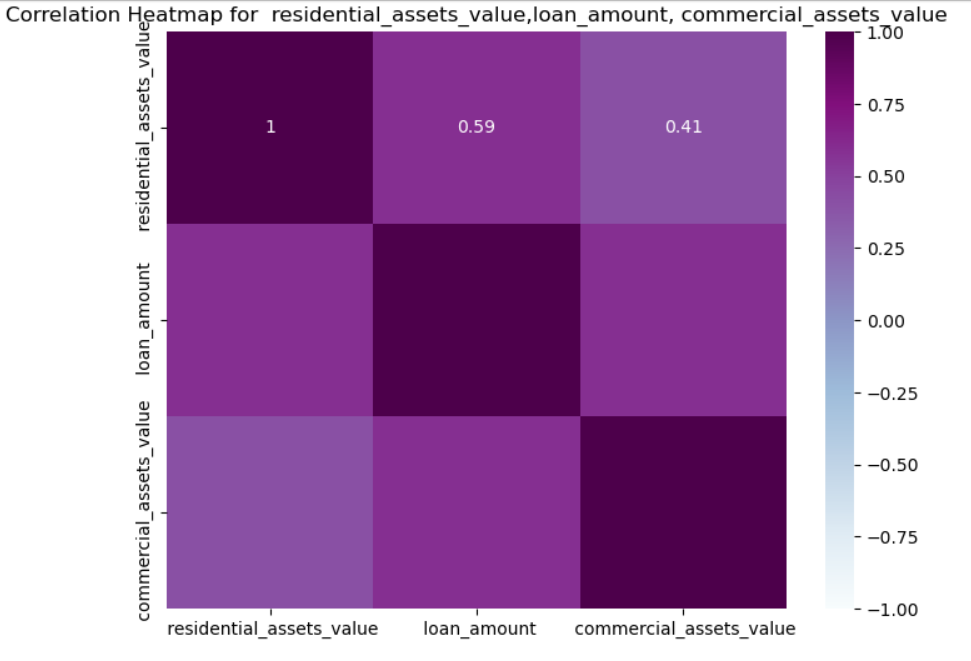 Correlation Heatmap for  residential_assets_value,loan_amount, commercial_assets_value
residential_assets_value
loan_amount
commercial_assets_value
1
0.59
0.41
residential_assets_value
loan_amount
commercial_assets_value
1.00
0.75
0.50
0.25
0.00
−0.25
−0.50
−0.75
−1.00